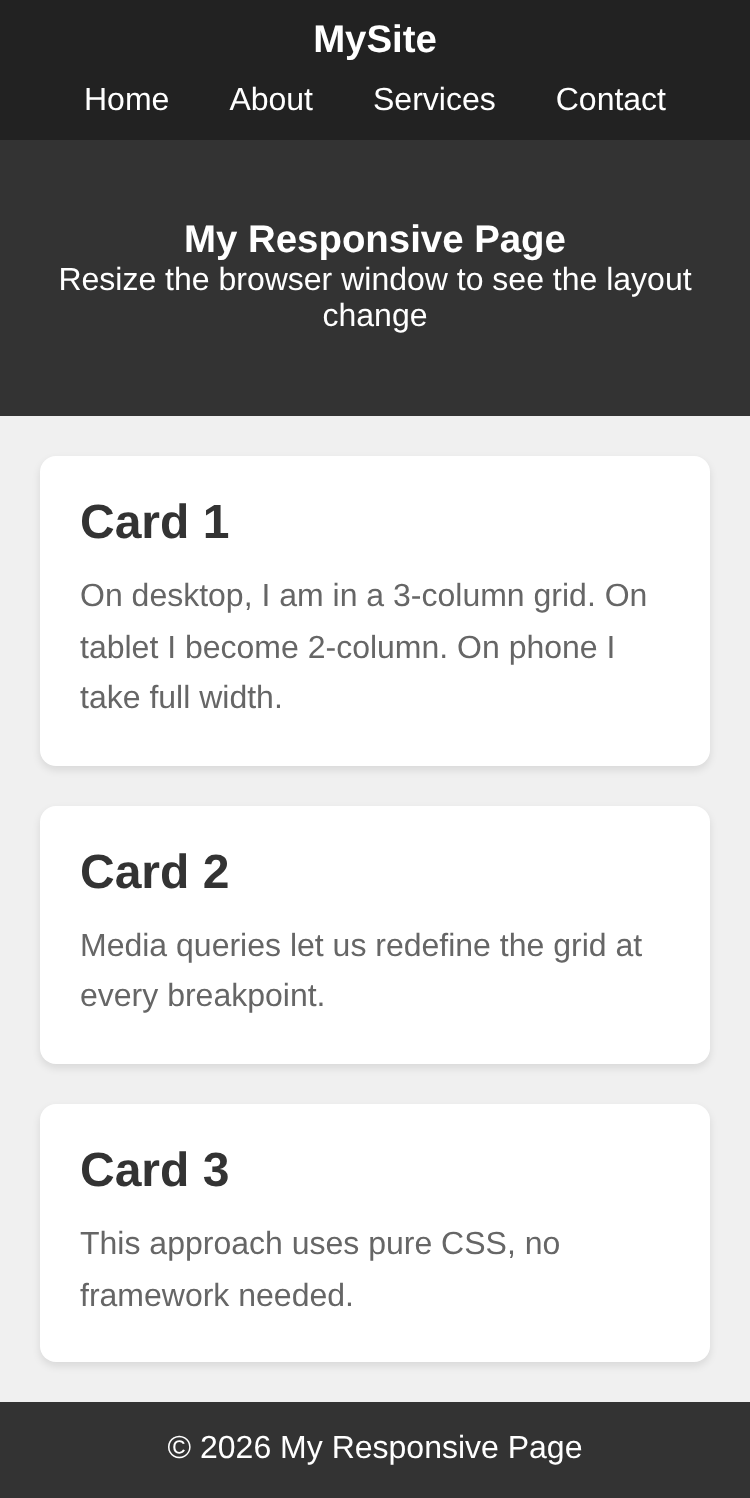 MySite
Home About Services Contact
My Responsive Page
Resize the browser window to see the layout
change
Card 1
On desktop, I am in a 3-column grid. On
tablet I become 2-column. On phone I
take full width.
Card 2
Media queries let us redefine the grid at
every breakpoint.
Card 3
This approach uses pure CSS, no
framework needed.
© 2026 My Responsive Page